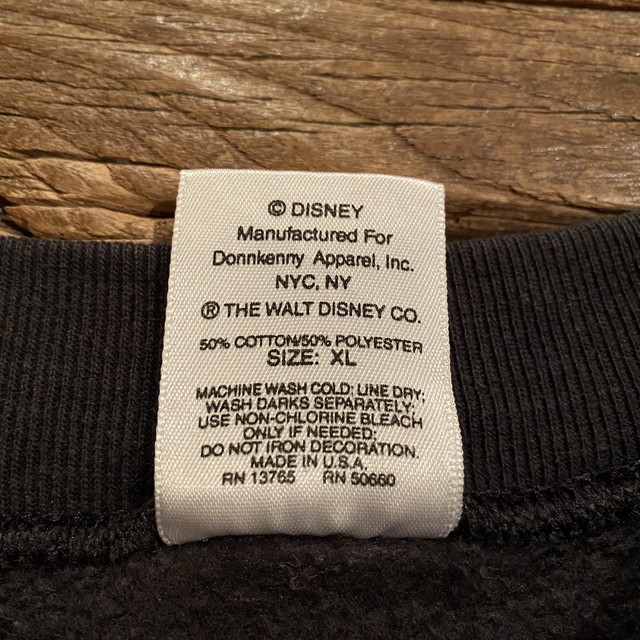 © DISNEY
Manufactured For
Donnkenny Apparel, Inc.
NYC, NY
® THE WALT DISNEY CO.
50% COTTON/50% POLYESTER
SIZE: XL
MACHINE WASH COLD; LINE DRY;
WASH DARKS SEPARATELY;
USE NON-CHLORINE BLEACH
ONLY IF NEEDED;
DO NOT IRON DECORATION.
MADE IN U.S.A.
RN 13765 RN 50660